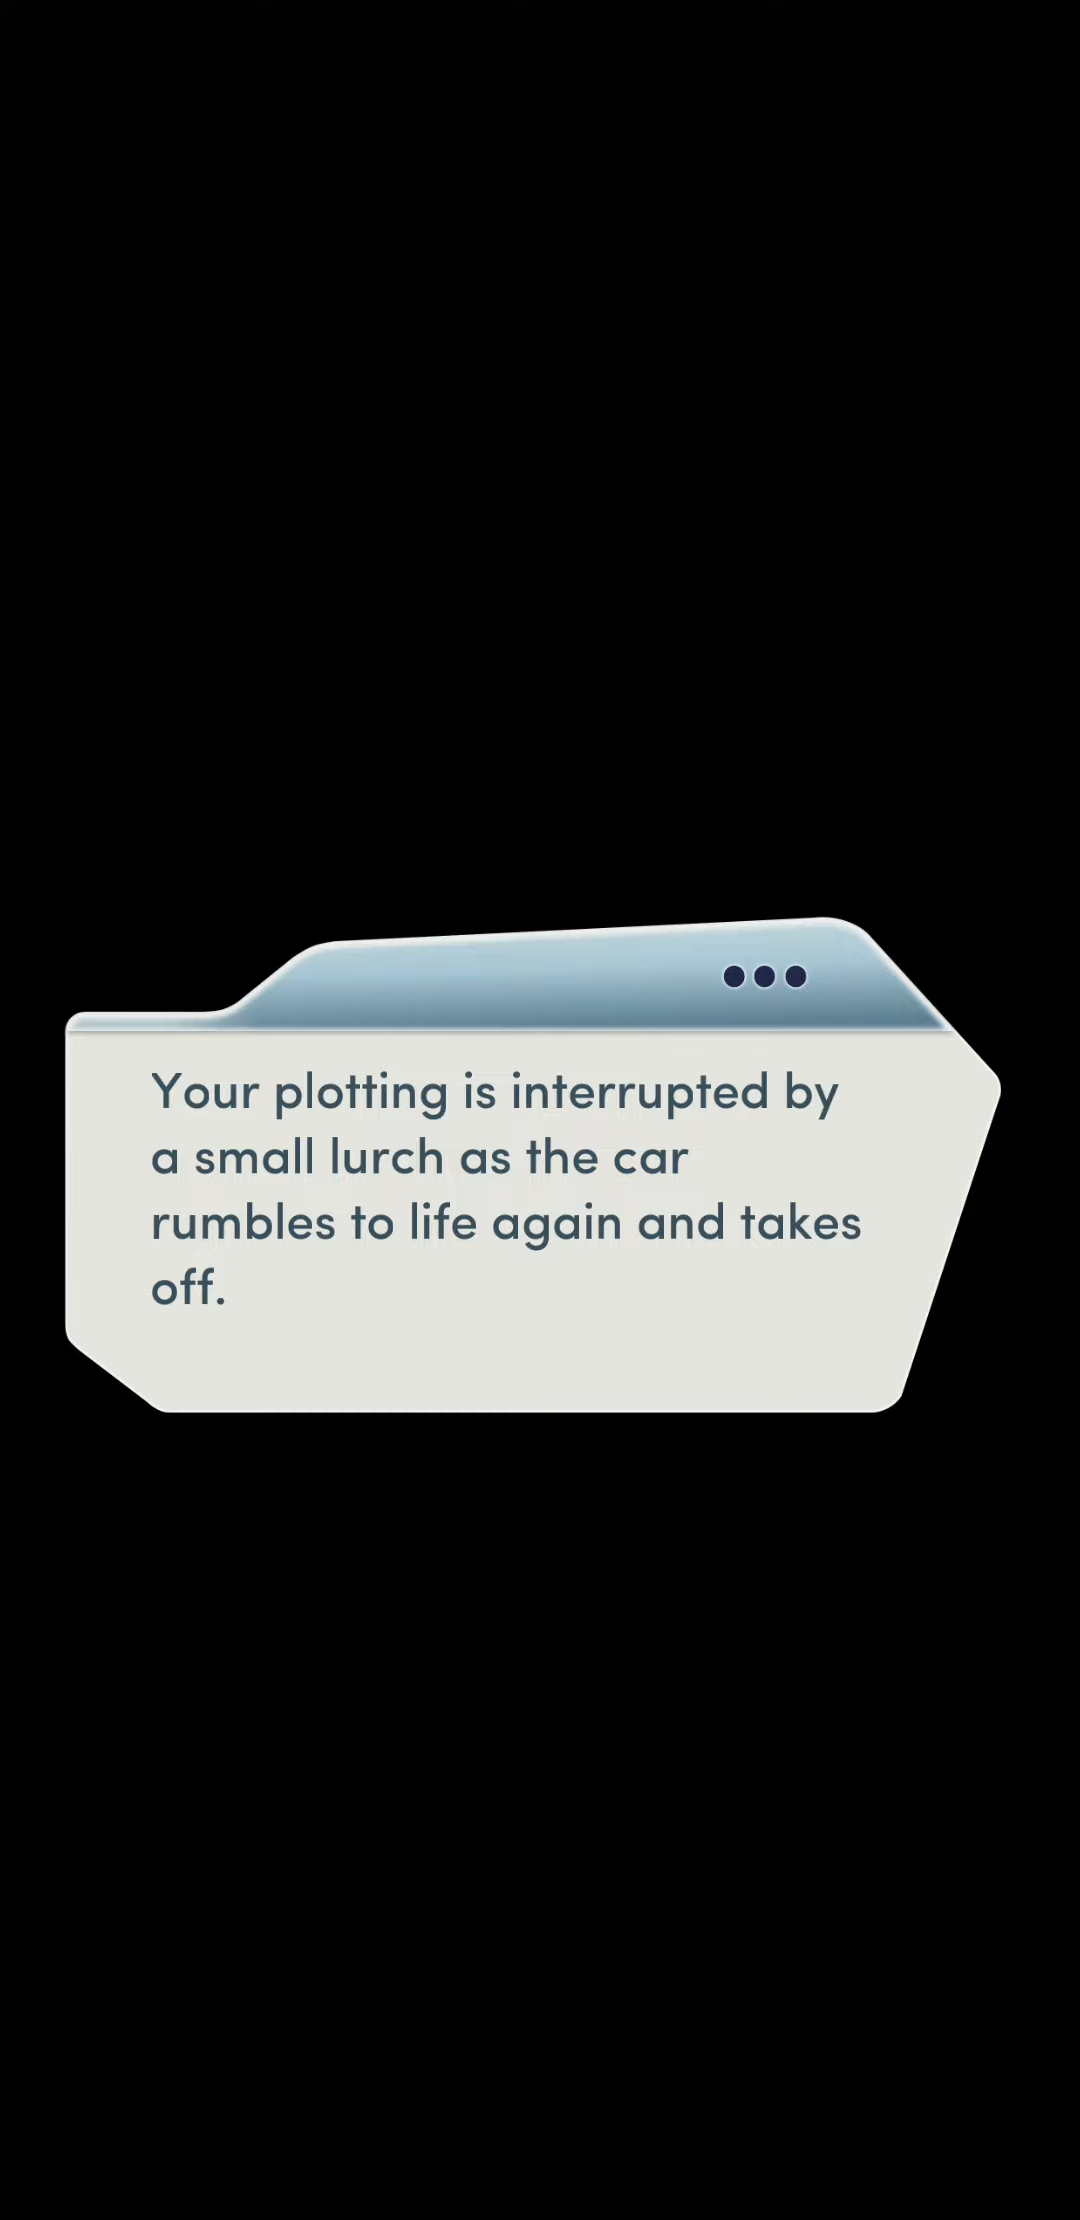 Your plotting is interrupted by
a small lurch as the car
rumbles to life again and takes
off.